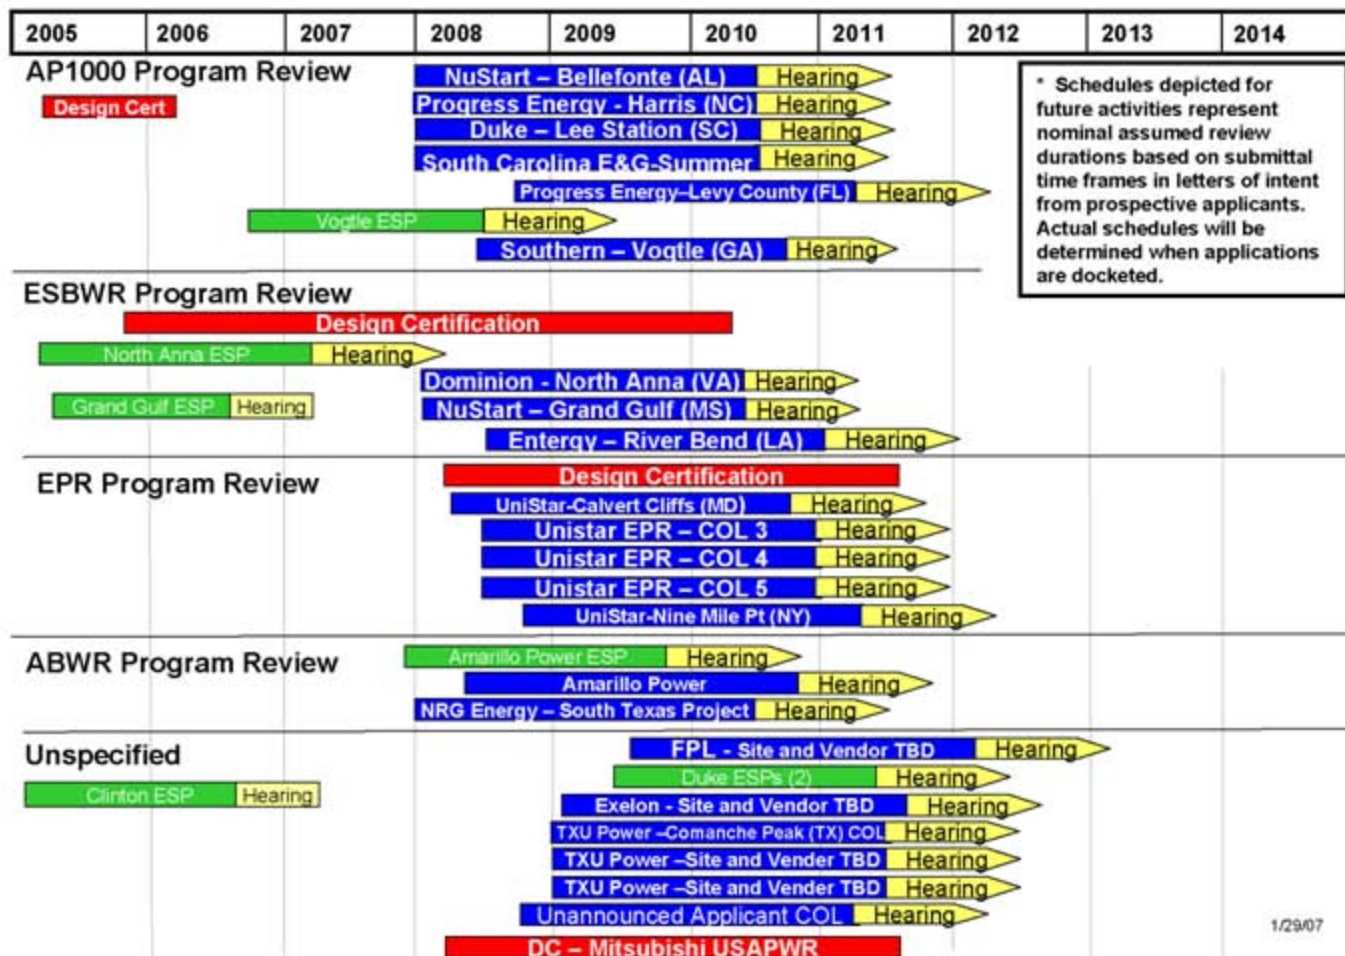 2005 2006 2007 2008 2009 2010 2011 2012 2013 2014
AP1000 Program Review
NuStart – Bellefonte (AL) Hearing
Design Cert
Progress Energy - Harris (NC) Hearing
Duke – Lee Station (SC) Hearing
South Carolina E&G-Summer Hearing
Progress Energy–Levy County (FL) Hearing
Vogtle ESP Hearing
Southern – Vogtle (GA) Hearing
* Schedules depicted for
future activities represent
nominal assumed review
durations based on submittal
time frames in letters of intent
from prospective applicants.
Actual schedules will be
determined when applications
are docketed.
ESBWR Program Review
Design Certification
North Anna ESP Hearing
Dominion - North Anna (VA) Hearing
Grand Gulf ESP Hearing
NuStart – Grand Gulf (MS) Hearing
Entergy – River Bend (LA) Hearing
EPR Program Review
Design Certification
UniStar-Calvert Cliffs (MD) Hearing
Unistar EPR – COL 3 Hearing
Unistar EPR – COL 4 Hearing
Unistar EPR – COL 5 Hearing
UniStar-Nine Mile Pt (NY) Hearing
ABWR Program Review
Amarillo Power ESP Hearing
Amarillo Power Hearing
NRG Energy – South Texas Project Hearing
Unspecified
FPL - Site and Vendor TBD Hearing
Duke ESPs (2) Hearing
Clinton ESP Hearing
Exelon - Site and Vendor TBD Hearing
TXU Power –Comanche Peak (TX) COL Hearing
TXU Power –Site and Vender TBD Hearing
TXU Power –Site and Vender TBD Hearing
Unannounced Applicant COL Hearing
DC – Mitsubishi USAPWR
1/29/07